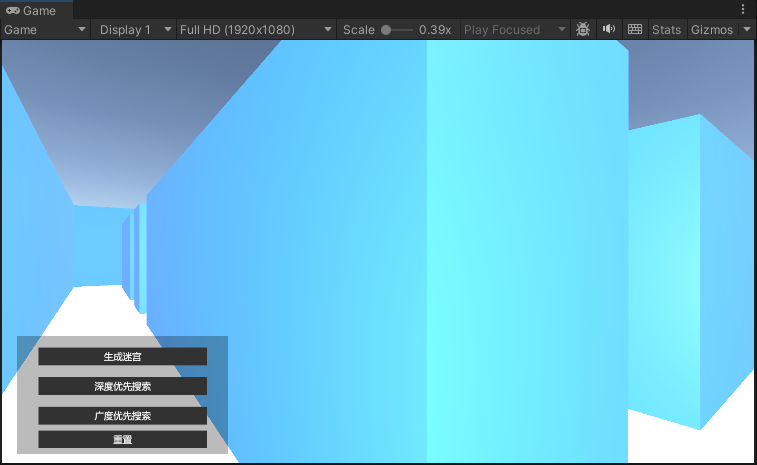 Game
Game Display 1 Full HD (1920x1080) Scale 0.39x Play Focused Stats Gizmos
生成迷宫
深度优先搜索
广度优先搜索
重置